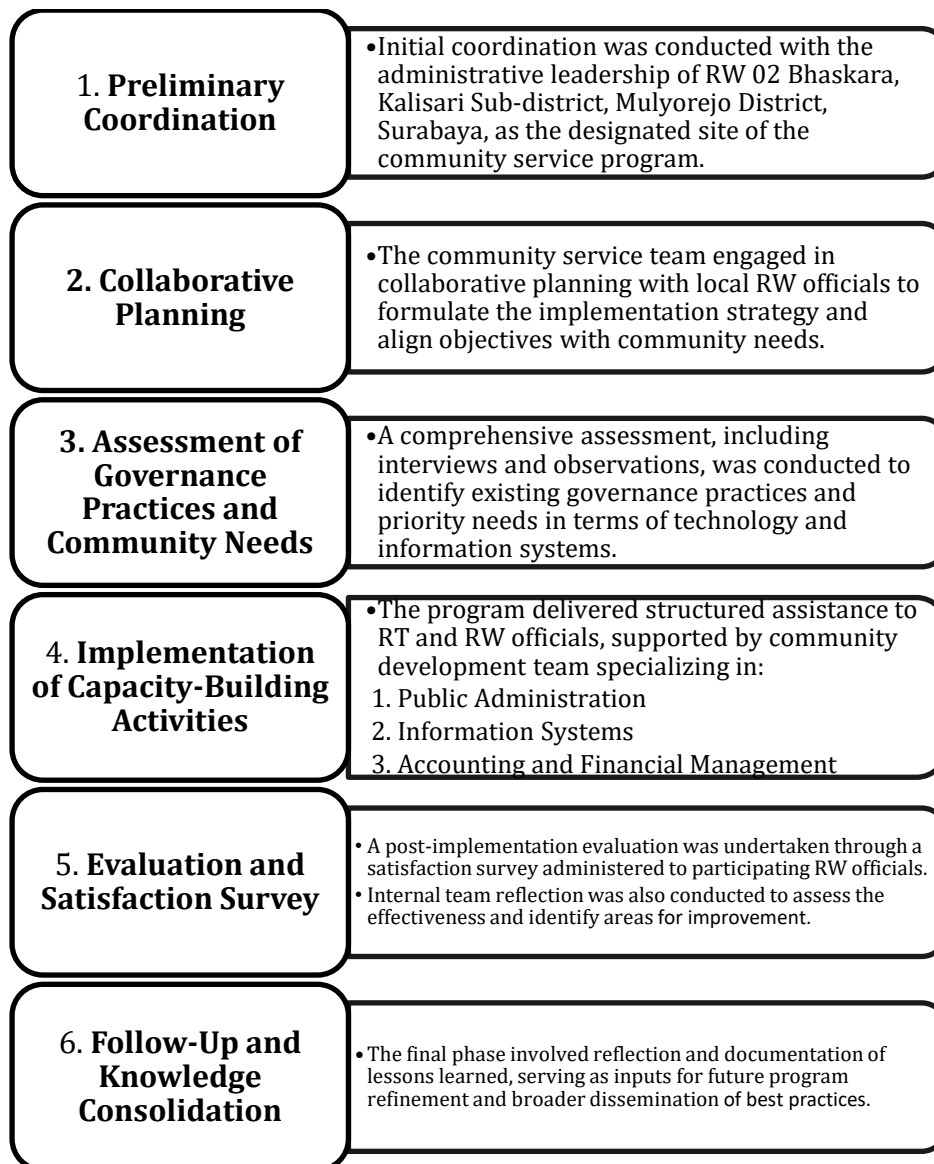 1. Preliminary
Coordination
•Initial coordination was conducted with the
administrative leadership of RW 02 Bhaskara,
Kalisari Sub-district, Mulyorejo District,
Surabaya, as the designated site of the
community service program.
2. Collaborative
Planning
•The community service team engaged in
collaborative planning with local RW officials to
formulate the implementation strategy and
align objectives with community needs.
3. Assessment of
Governance
Practices and
Community Needs
•A comprehensive assessment, including
interviews and observations, was conducted to
identify existing governance practices and
priority needs in terms of technology and
information systems.
4. Implementation
of Capacity-Building
Activities
•The program delivered structured assistance to
RT and RW officials, supported by community
development team specializing in:
1. Public Administration
2. Information Systems
3. Accounting and Financial Management
5. Evaluation and
Satisfaction Survey
• A post-implementation evaluation was undertaken through a
satisfaction survey administered to participating RW officials.
• Internal team reflection was also conducted to assess the
effectiveness and identify areas for improvement.
6. Follow-Up and
Knowledge
Consolidation
• The final phase involved reflection and documentation of
lessons learned, serving as inputs for future program
refinement and broader dissemination of best practices.